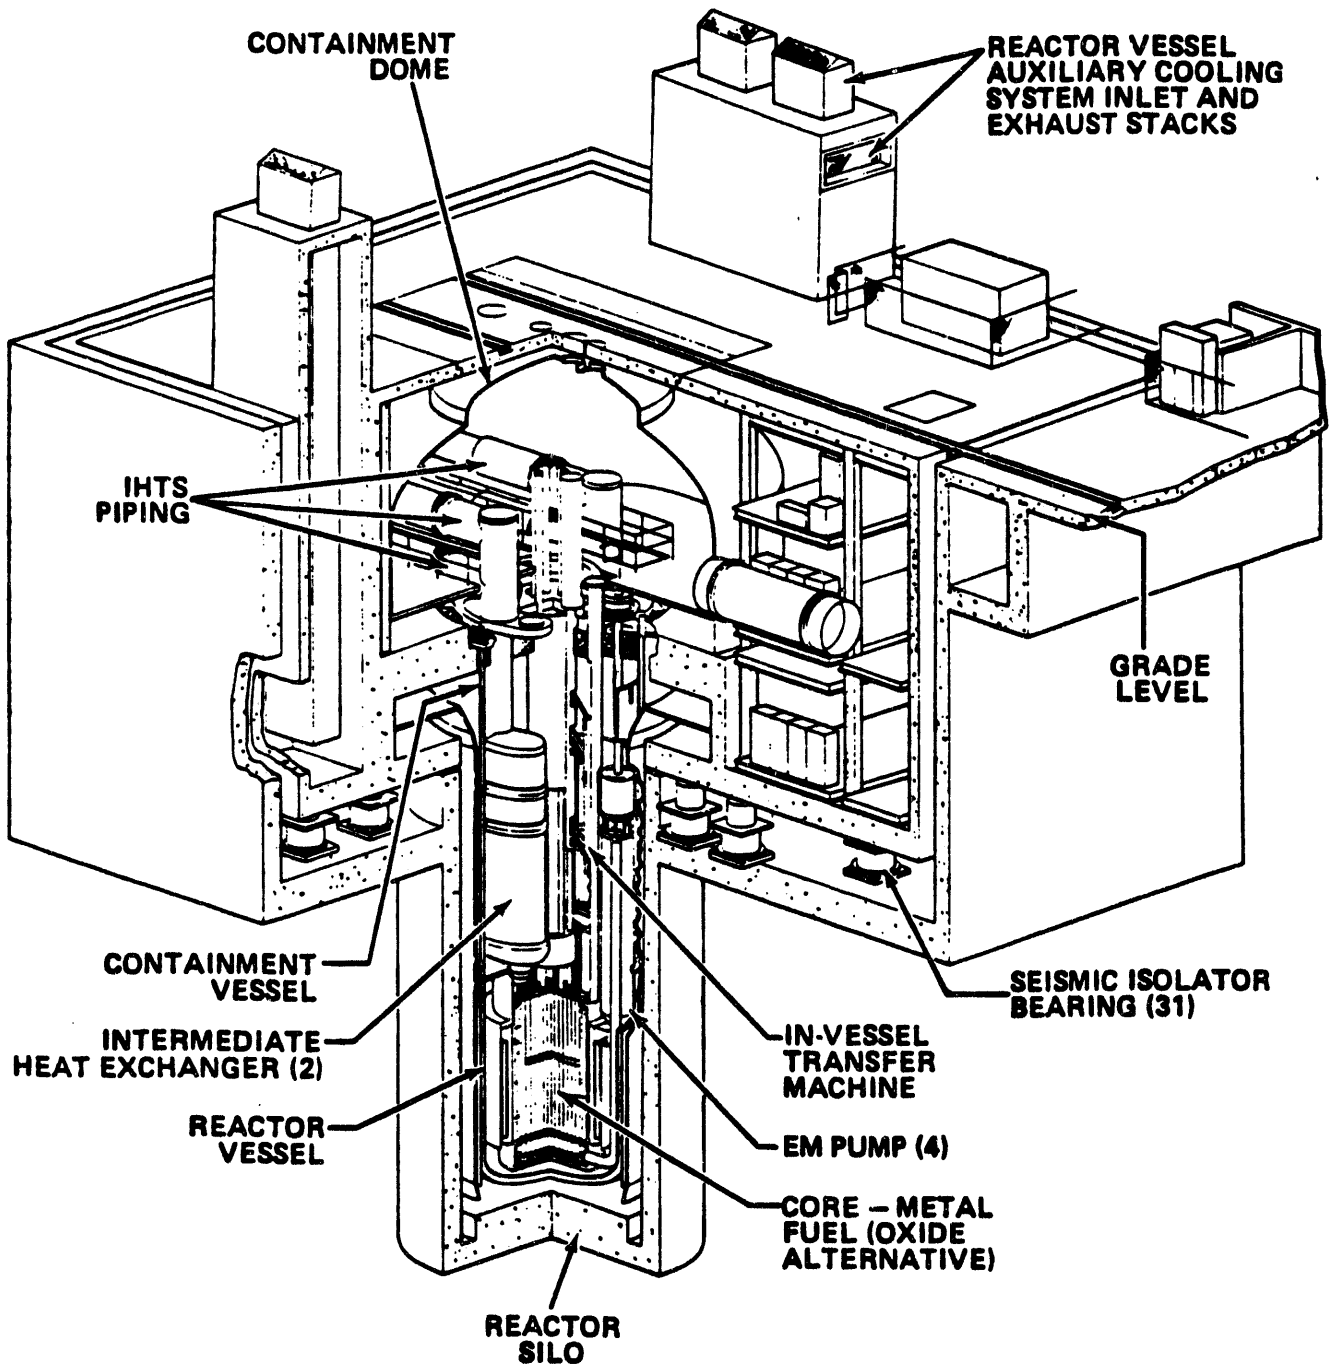 CONTAINMENT
DOME
REACTOR VESSEL
AUXILIARY COOLING
SYSTEM INLET AND
EXHAUST STACKS
IHTS
PIPING
GRADE
LEVEL
CONTAINMENT
VESSEL
SEISMIC ISOLATOR
BEARING (31)
INTERMEDIATE
HEAT EXCHANGER (2)
IN-VESSEL
TRANSFER
MACHINE
REACTOR
VESSEL
EM PUMP (4)
CORE – METAL
FUEL (OXIDE
ALTERNATIVE)
REACTOR
SILO